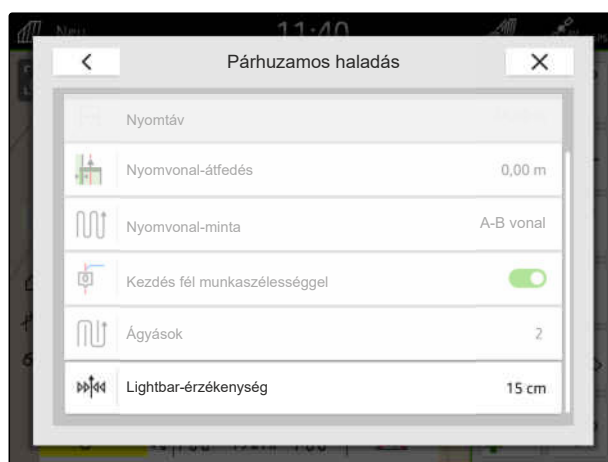 Neu
11:40
Párhuzamos haladás
Nyomtáv
Nyomvonal-átfedés
0,00 m
Nyomvonal-minta
A-B vonal
Kezdés fél munkaszélességgel
Ágyások
2
Lightbar-érzékenység
15 cm